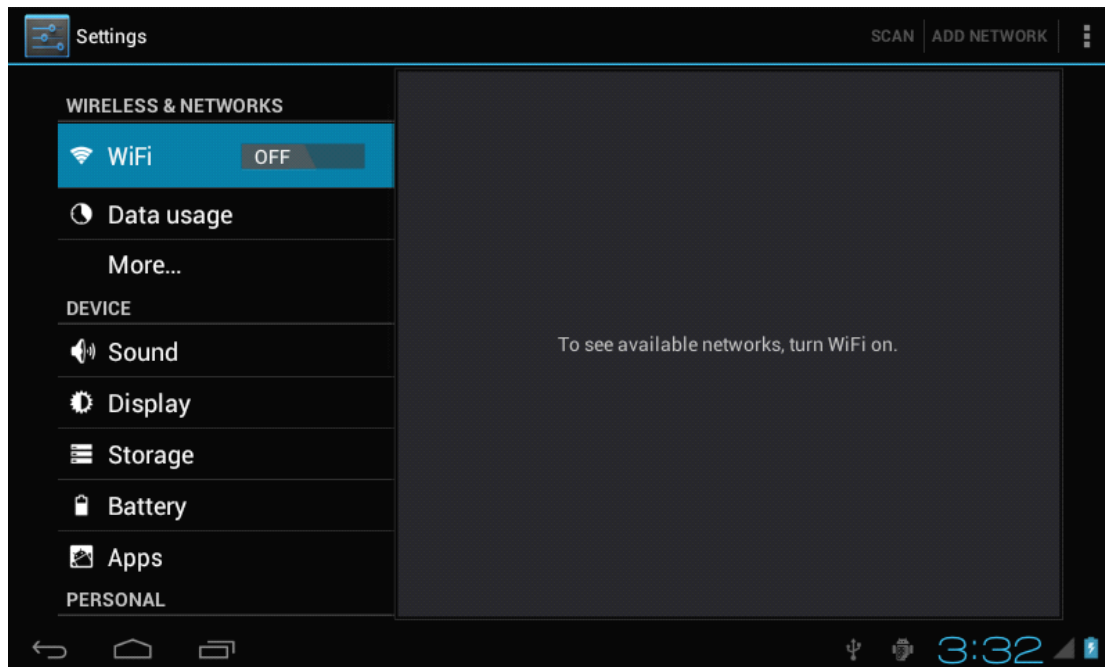 Settings
SCAN ADD NETWORK
WIRELESS & NETWORKS
WiFi OFF
Data usage
More...
DEVICE
Sound
Display
Storage
Battery
Apps
PERSONAL
To see available networks, turn WiFi on.
3:32